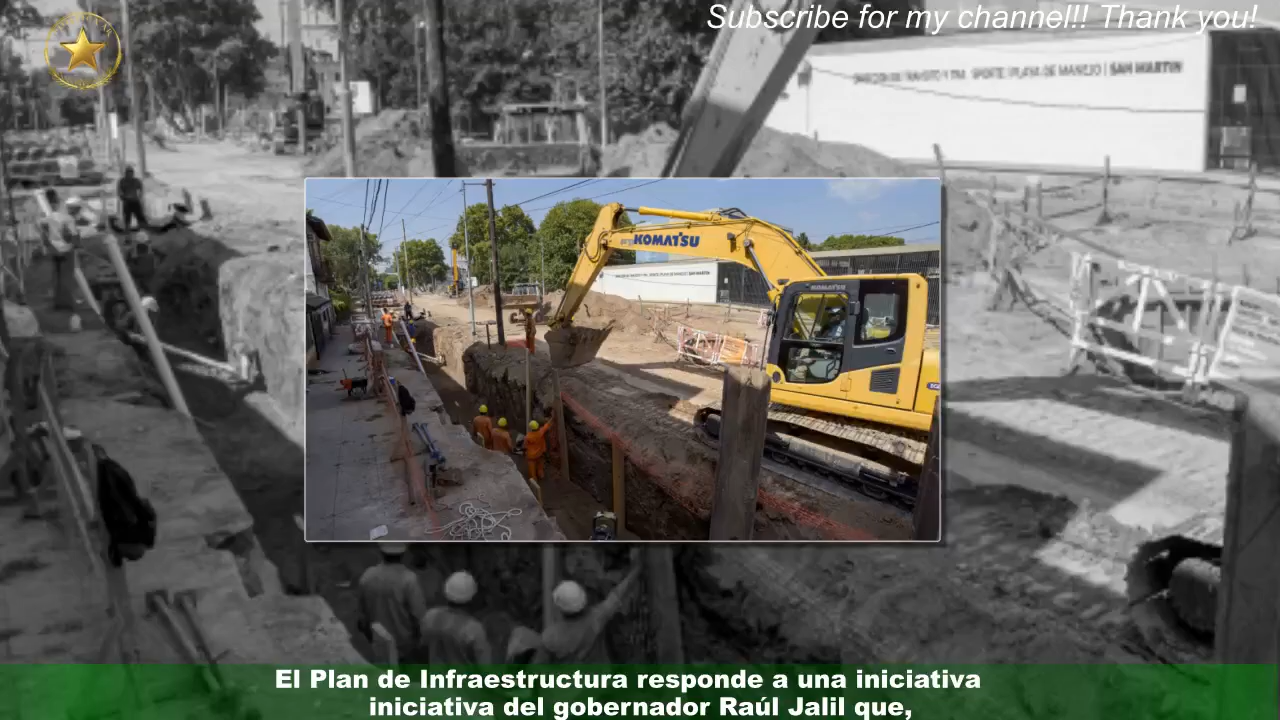 Subscribe for my channel!! Thank you!
SAN MARTIN
KOMATSU
KOMATSU
El Plan de Infraestructura responde a una iniciativa
iniciativa del gobernador Raúl Jalil que,